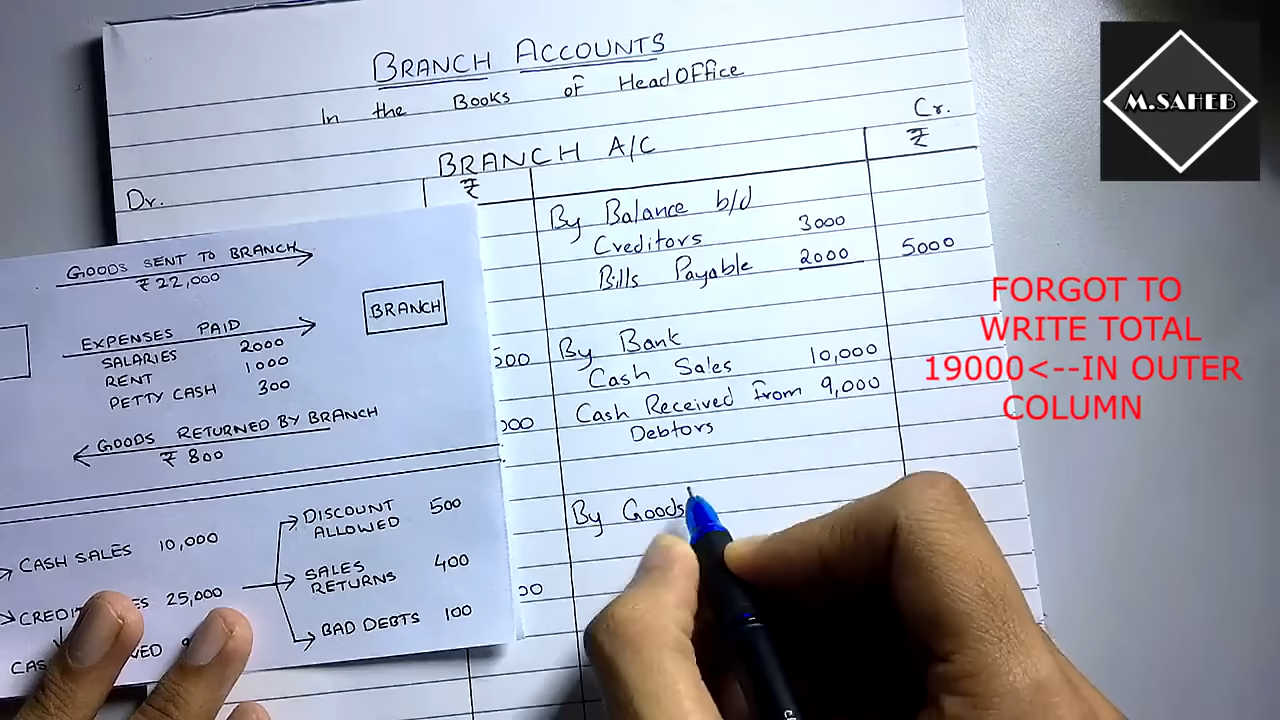 BRANCH ACCOUNTS
In the Books of HeadOffice
BRANCH A/C
Dr.
Cr.
₹
₹
By Balance b/d
Creditors 3000
Bills Payable 2000 5000
By Bank
Cash Sales 10,000
Cash Received from 9,000
Debtors
By Goods
GOODS SENT TO BRANCH
₹ 22,000
BRANCH
EXPENSES PAID
SALARIES 2000
RENT 1000
PETTY CASH 300
GOODS RETURNED BY BRANCH
₹ 800
CASH SALES 10,000
25,000
DISCOUNT 500
ALLOWED
SALES 400
RETURNS
BAD DEBTS 100
M.SAHEB
FORGOT TO
WRITE TOTAL
19000<--IN OUTER
COLUMN